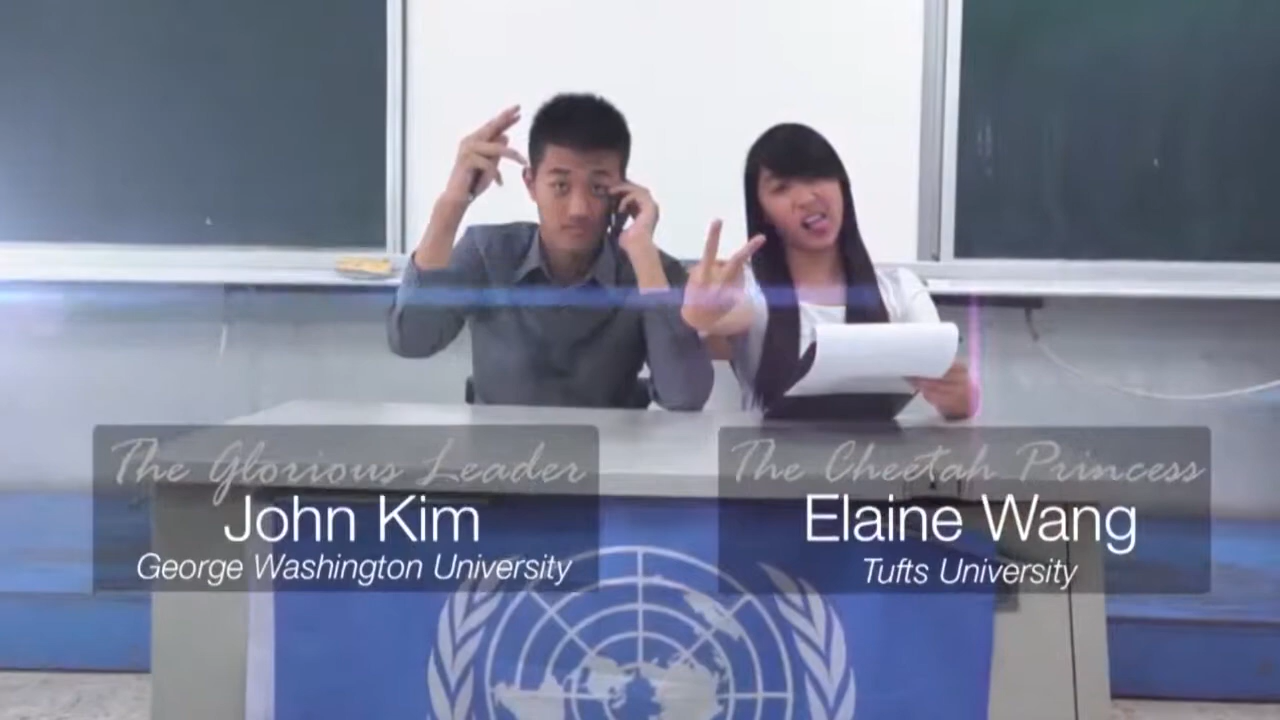 The Glorious Leader
John Kim
George Washington University
The Cheetah Princess
Elaine Wang
Tufts University